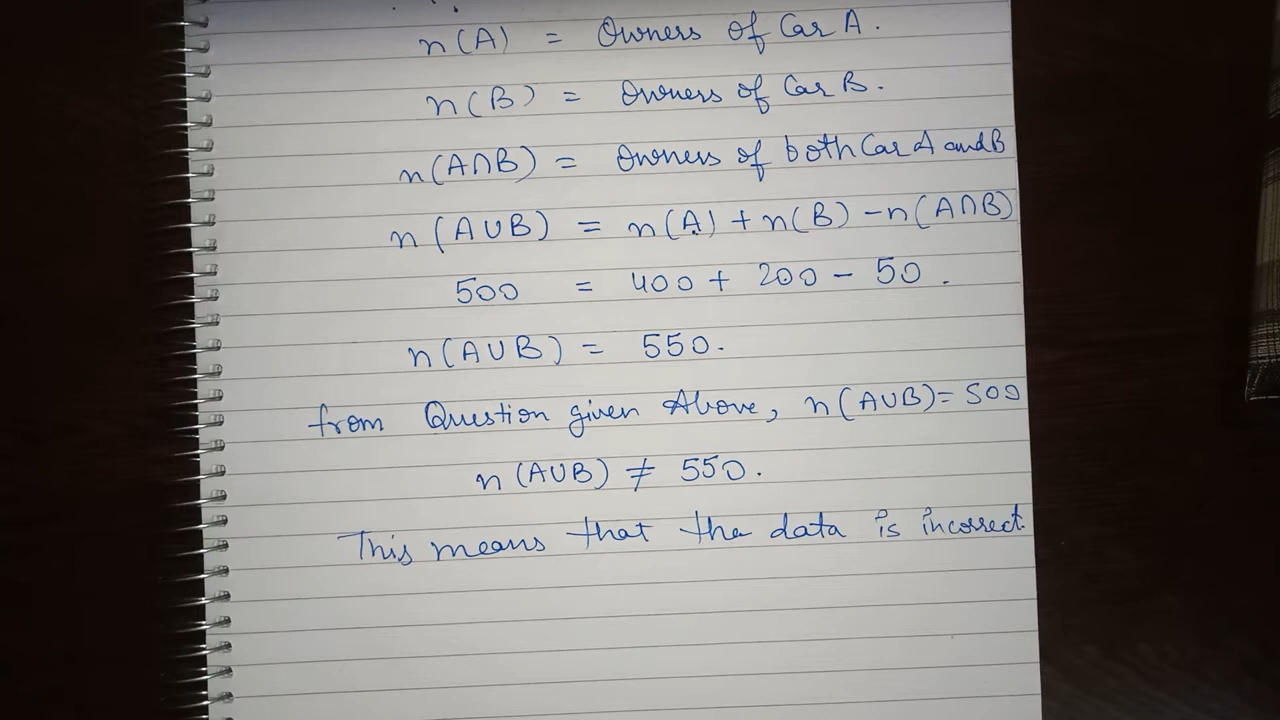 n(A) = Owners of Car A.
n(B) = Owners of Car B.
n(A∩B) = Owners of both Car A and B
n(A∪B) = n(A) + n(B) - n(A∩B)
500 = 400 + 200 - 50.
n(A∪B) = 550.
from Question given Above, n(A∪B) = 500
n(A∪B) ≠ 550.
This means that the data is incorrect.